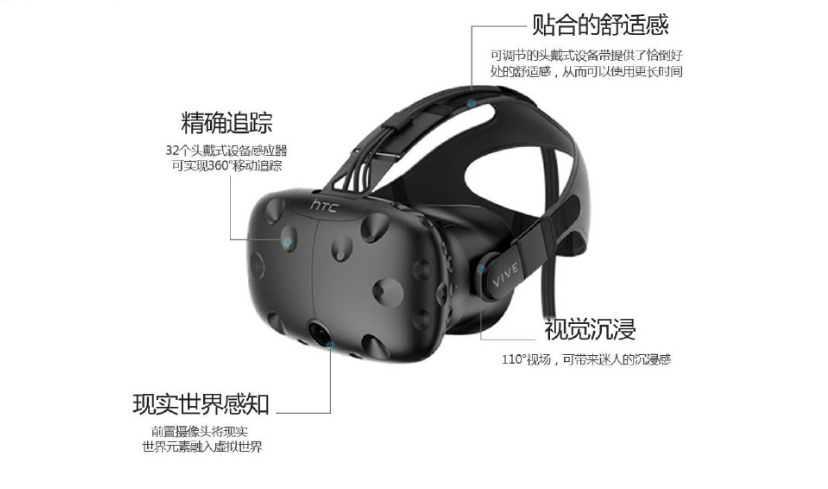 贴合的舒适感
可调节的头戴式设备带提供了恰倒好
处的舒适感，从而可以使用更长时间
精确追踪
32个头戴式设备感应器
可实现360°移动追踪
hTC
VIVE
视觉沉浸
110°视场，可带来迷人的沉浸感
现实世界感知
前置摄像头将现实
世界元素融入虚拟世界